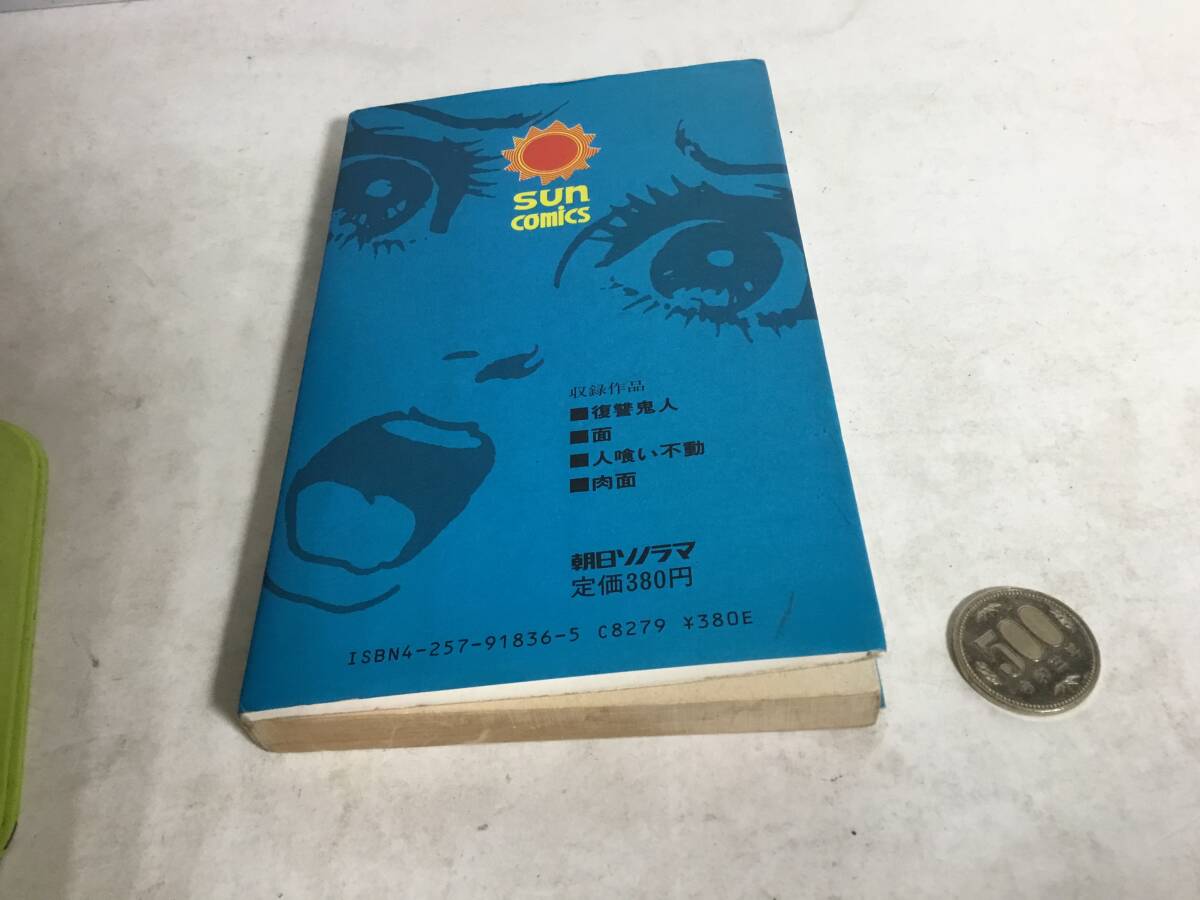 sun
comics
収録作品
■復讐鬼人
■面
■人喰い不動
■肉面
朝日ソノラマ
定価380円
ISBN4-257-91836-5 C8279 ¥380E
500